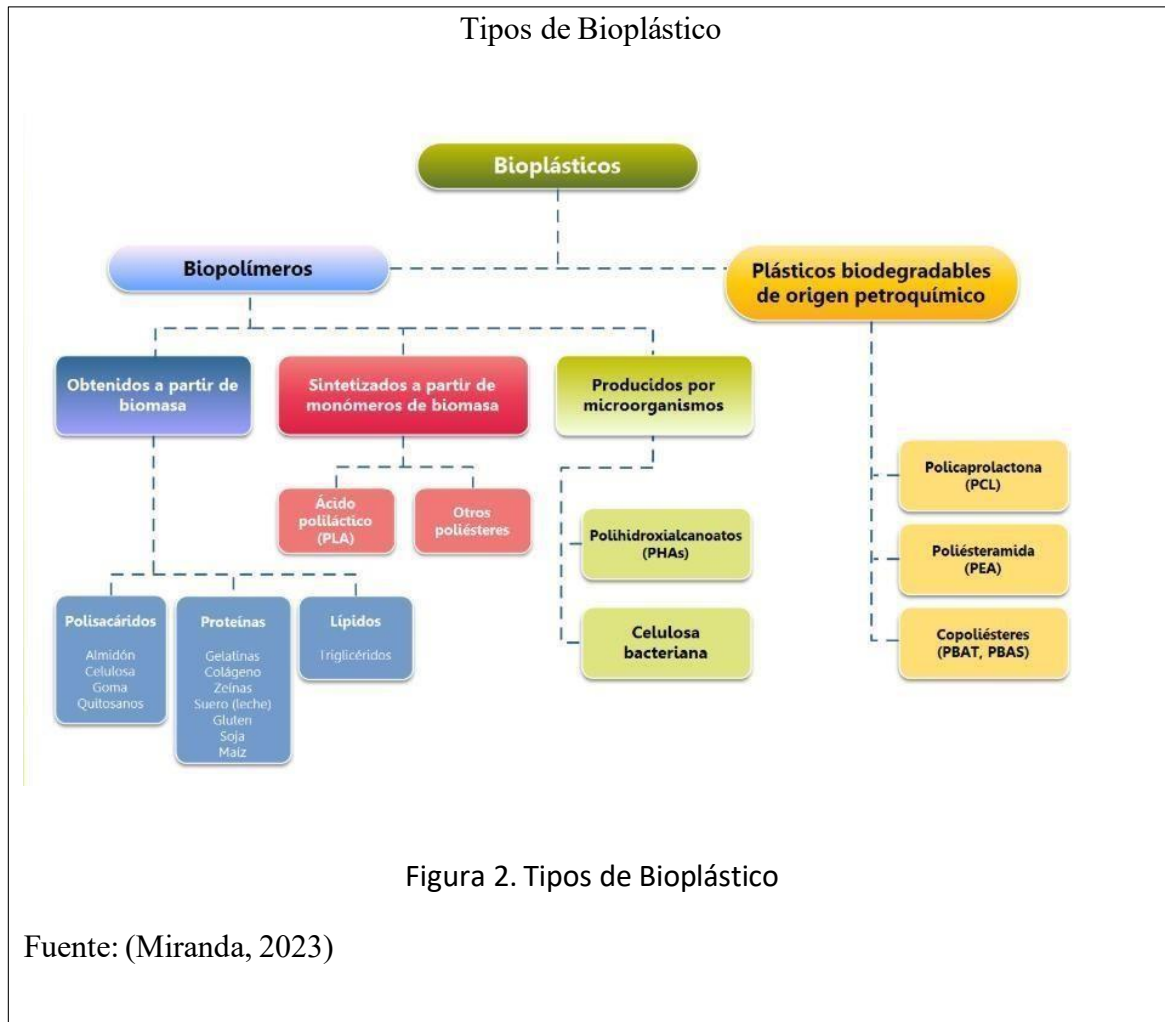 Tipos de Bioplástico
Bioplásticos
Biopolímeros
Plásticos biodegradables
de origen petroquímico
Obtenidos a partir de
biomasa
Sintetizados a partir de
monómeros de biomasa
Producidos por
microorganismos
Ácido
poliláctico
(PLA)
Otros
poliésteres
Polihidroxialcanoatos
(PHAs)
Celulosa
bacteriana
Policaprolactona
(PCL)
Poliésteramida
(PEA)
Copoliésteres
(PBAT, PBAS)
Polisacáridos
Almidón
Celulosa
Goma
Quitosanos
Proteínas
Gelatinas
Colágeno
Zeínas
Suero (leche)
Gluten
Soja
Maíz
Lípidos
Triglicéridos
Figura 2. Tipos de Bioplástico
Fuente: (Miranda, 2023)